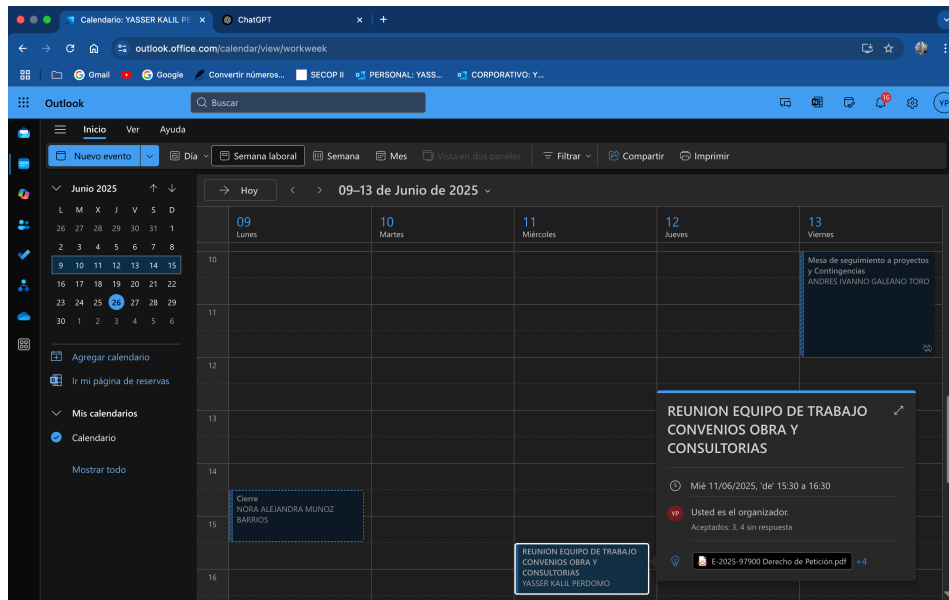 Calendario: YASSER KALIL PE
ChatGPT
outlook.office.com/calendar/view/workweek
Gmail
Google
Convertir números...
SECOP II
PERSONAL: YASS...
CORPORATIVO: Y...
Outlook
Buscar
16
YP
Inicio Ver Ayuda
Nuevo evento
Día
Semana laboral
Semana
Mes
Vista en dos paneles
Filtrar
Compartir
Imprimir
Junio 2025
L M X J V S D
26 27 28 29 30 31 1
2 3 4 5 6 7 8
9 10 11 12 13 14 15
16 17 18 19 20 21 22
23 24 25 26 27 28 29
30 1 2 3 4 5 6
Agregar calendario
Ir mi página de reservas
Mis calendarios
Calendario
Mostrar todo
Hoy
09–13 de Junio de 2025
09
Lunes
10
Martes
11
Miércoles
12
Jueves
13
Viernes
10
11
12
13
14
15
16
Mesa de seguimiento a proyectos
y Contingencias
ANDRES IVANNO GALEANO TORO
Cierre
NORA ALEJANDRA MUNOZ
BARRIOS
REUNION EQUIPO DE TRABAJO
CONVENIOS OBRA Y
CONSULTORIAS
YASSER KALIL PERDOMO
REUNION EQUIPO DE TRABAJO
CONVENIOS OBRA Y
CONSULTORIAS
Mié 11/06/2025, 'de' 15:30 a 16:30
YP
Usted es el organizador.
Aceptados: 3, 4 sin respuesta
E-2025-97900 Derecho de Petición.pdf
+4